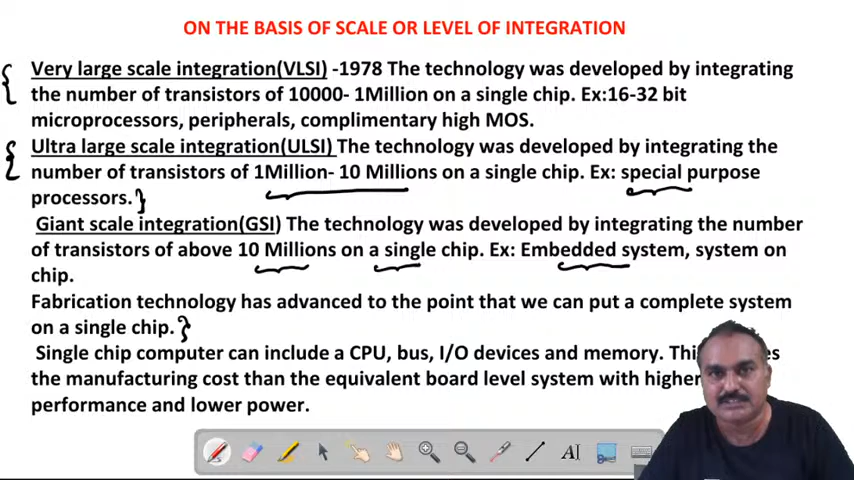 ON THE BASIS OF SCALE OR LEVEL OF INTEGRATION
Very large scale integration(VLSI) -1978 The technology was developed by integrating
the number of transistors of 10000- 1Million on a single chip. Ex:16-32 bit
microprocessors, peripherals, complimentary high MOS.
Ultra large scale integration(ULSI) The technology was developed by integrating the
number of transistors of 1Million- 10 Millions on a single chip. Ex: special purpose
processors.
Giant scale integration(GSI) The technology was developed by integrating the number
of transistors of above 10 Millions on a single chip. Ex: Embedded system, system on
chip.
Fabrication technology has advanced to the point that we can put a complete system
on a single chip.
Single chip computer can include a CPU, bus, I/O devices and memory.
the manufacturing cost than the equivalent board level system with higher
performance and lower power.
AI